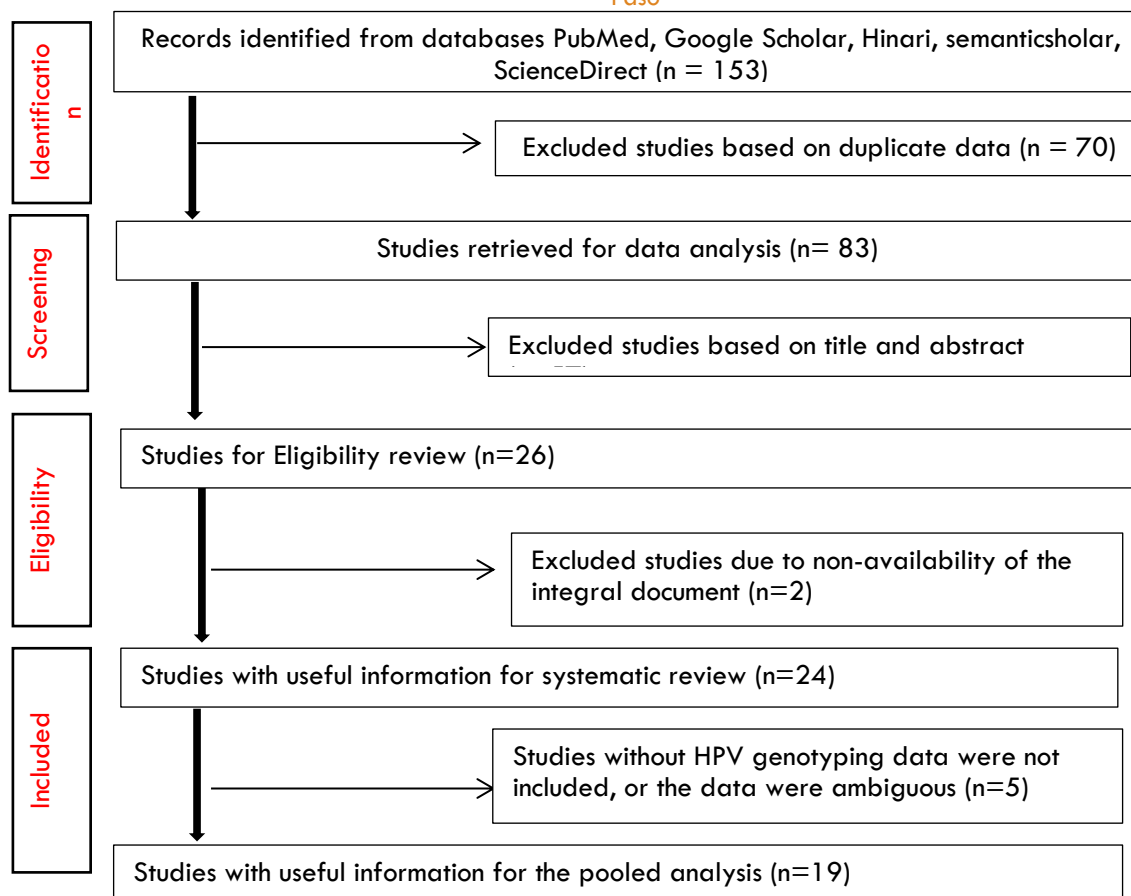 Faso
Records identified from databases PubMed, Google Scholar, Hinari, semanticsholar,
ScienceDirect (n = 153)
Identificatio
n
Excluded studies based on duplicate data (n = 70)
Studies retrieved for data analysis (n= 83)
Screening
Excluded studies based on title and abstract
Studies for Eligibility review (n=26)
Eligibility
Excluded studies due to non-availability of the
integral document (n=2)
Studies with useful information for systematic review (n=24)
Included
Studies without HPV genotyping data were not
included, or the data were ambiguous (n=5)
Studies with useful information for the pooled analysis (n=19)